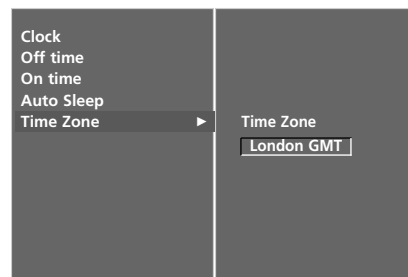 Clock
Off time
On time
Auto Sleep
Time Zone ►
Time Zone
London GMT